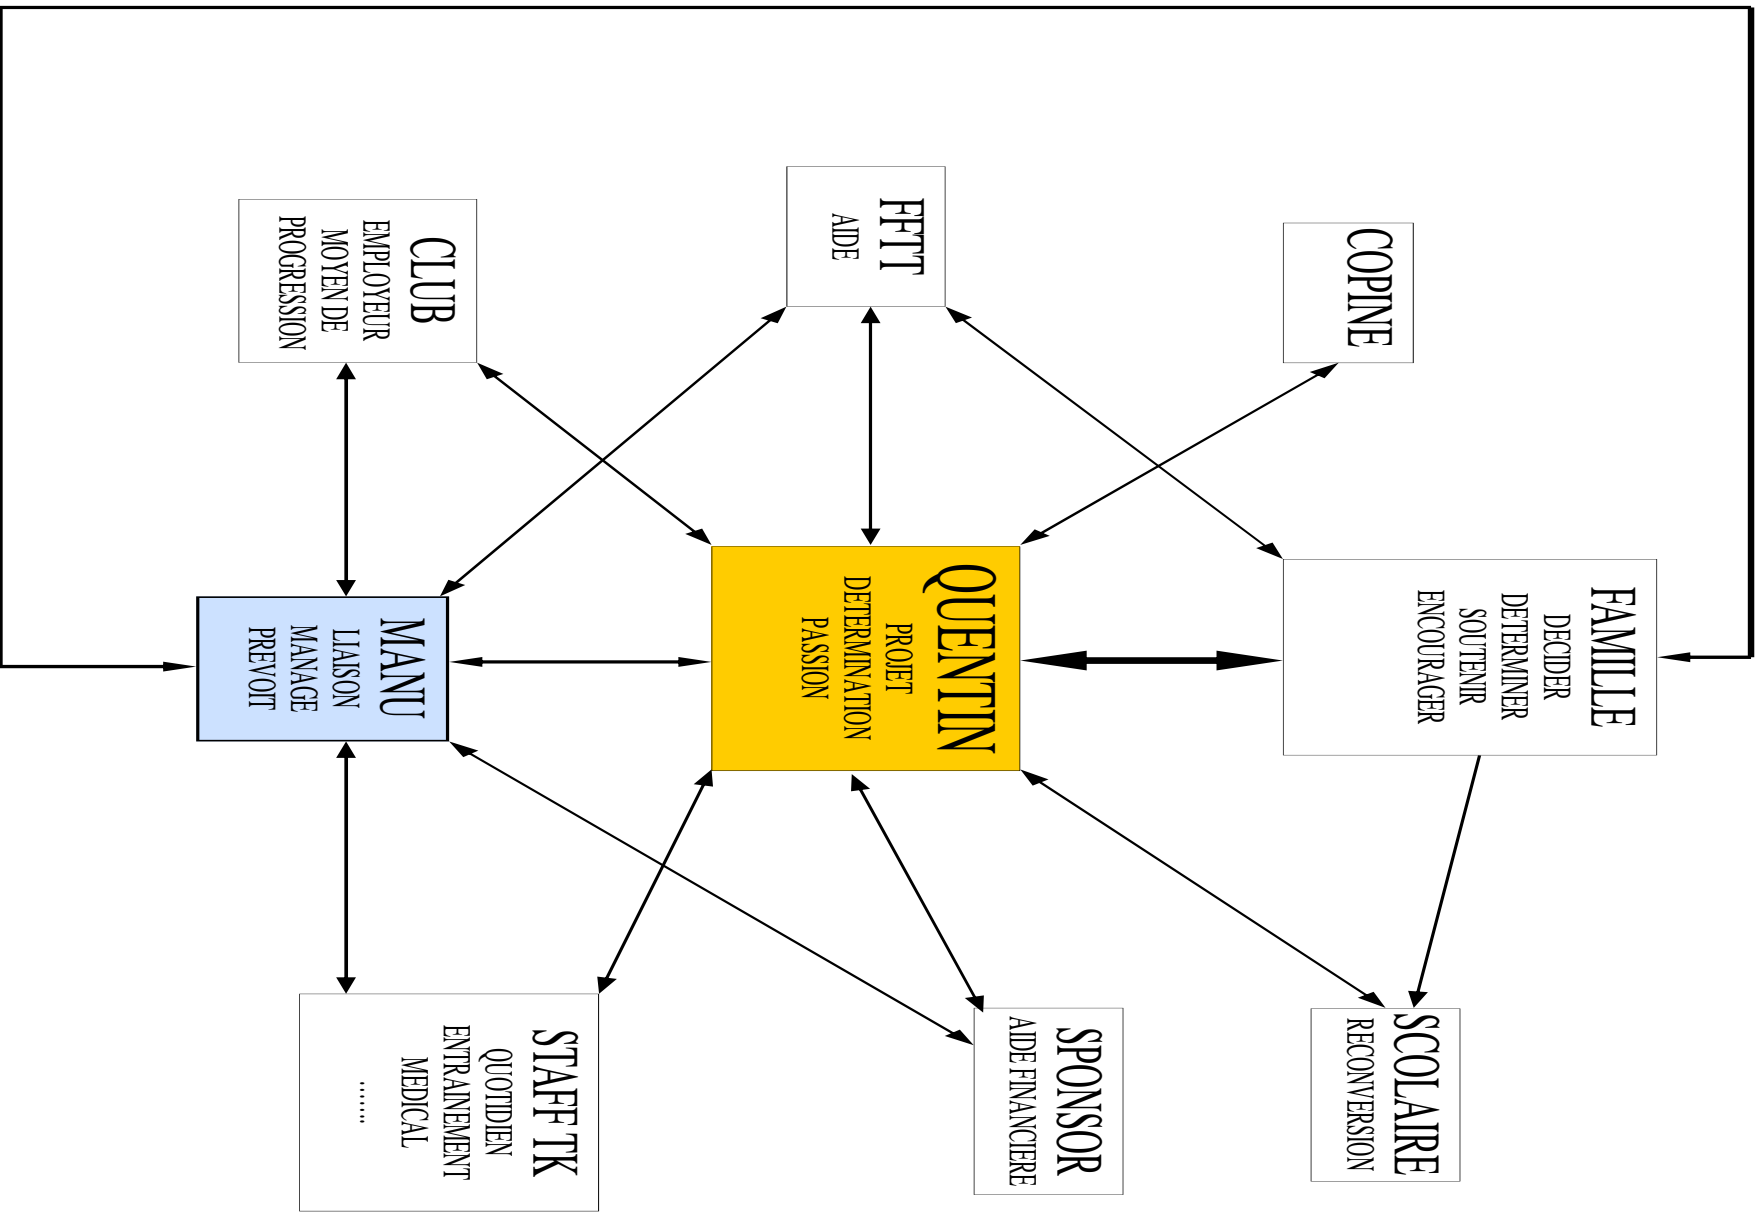 FAMILLE
DECIDER
DETERMINER
SOUTENIR
ENCOURAGER
COPINE
SCOLAIRE
RECONVERSION
FFTT
AIDE
QUENTIN
PROJET
DETERMINATION
PASSION
SPONSOR
AIDE FINANCIERE
CLUB
EMPLOYEUR
MOYEN DE
PROGRESSION
MANU
LIAISON
MANAGE
PREVOIT
STAFF TK
QUOTIDIEN
ENTRAINEMENT
MEDICAL
........